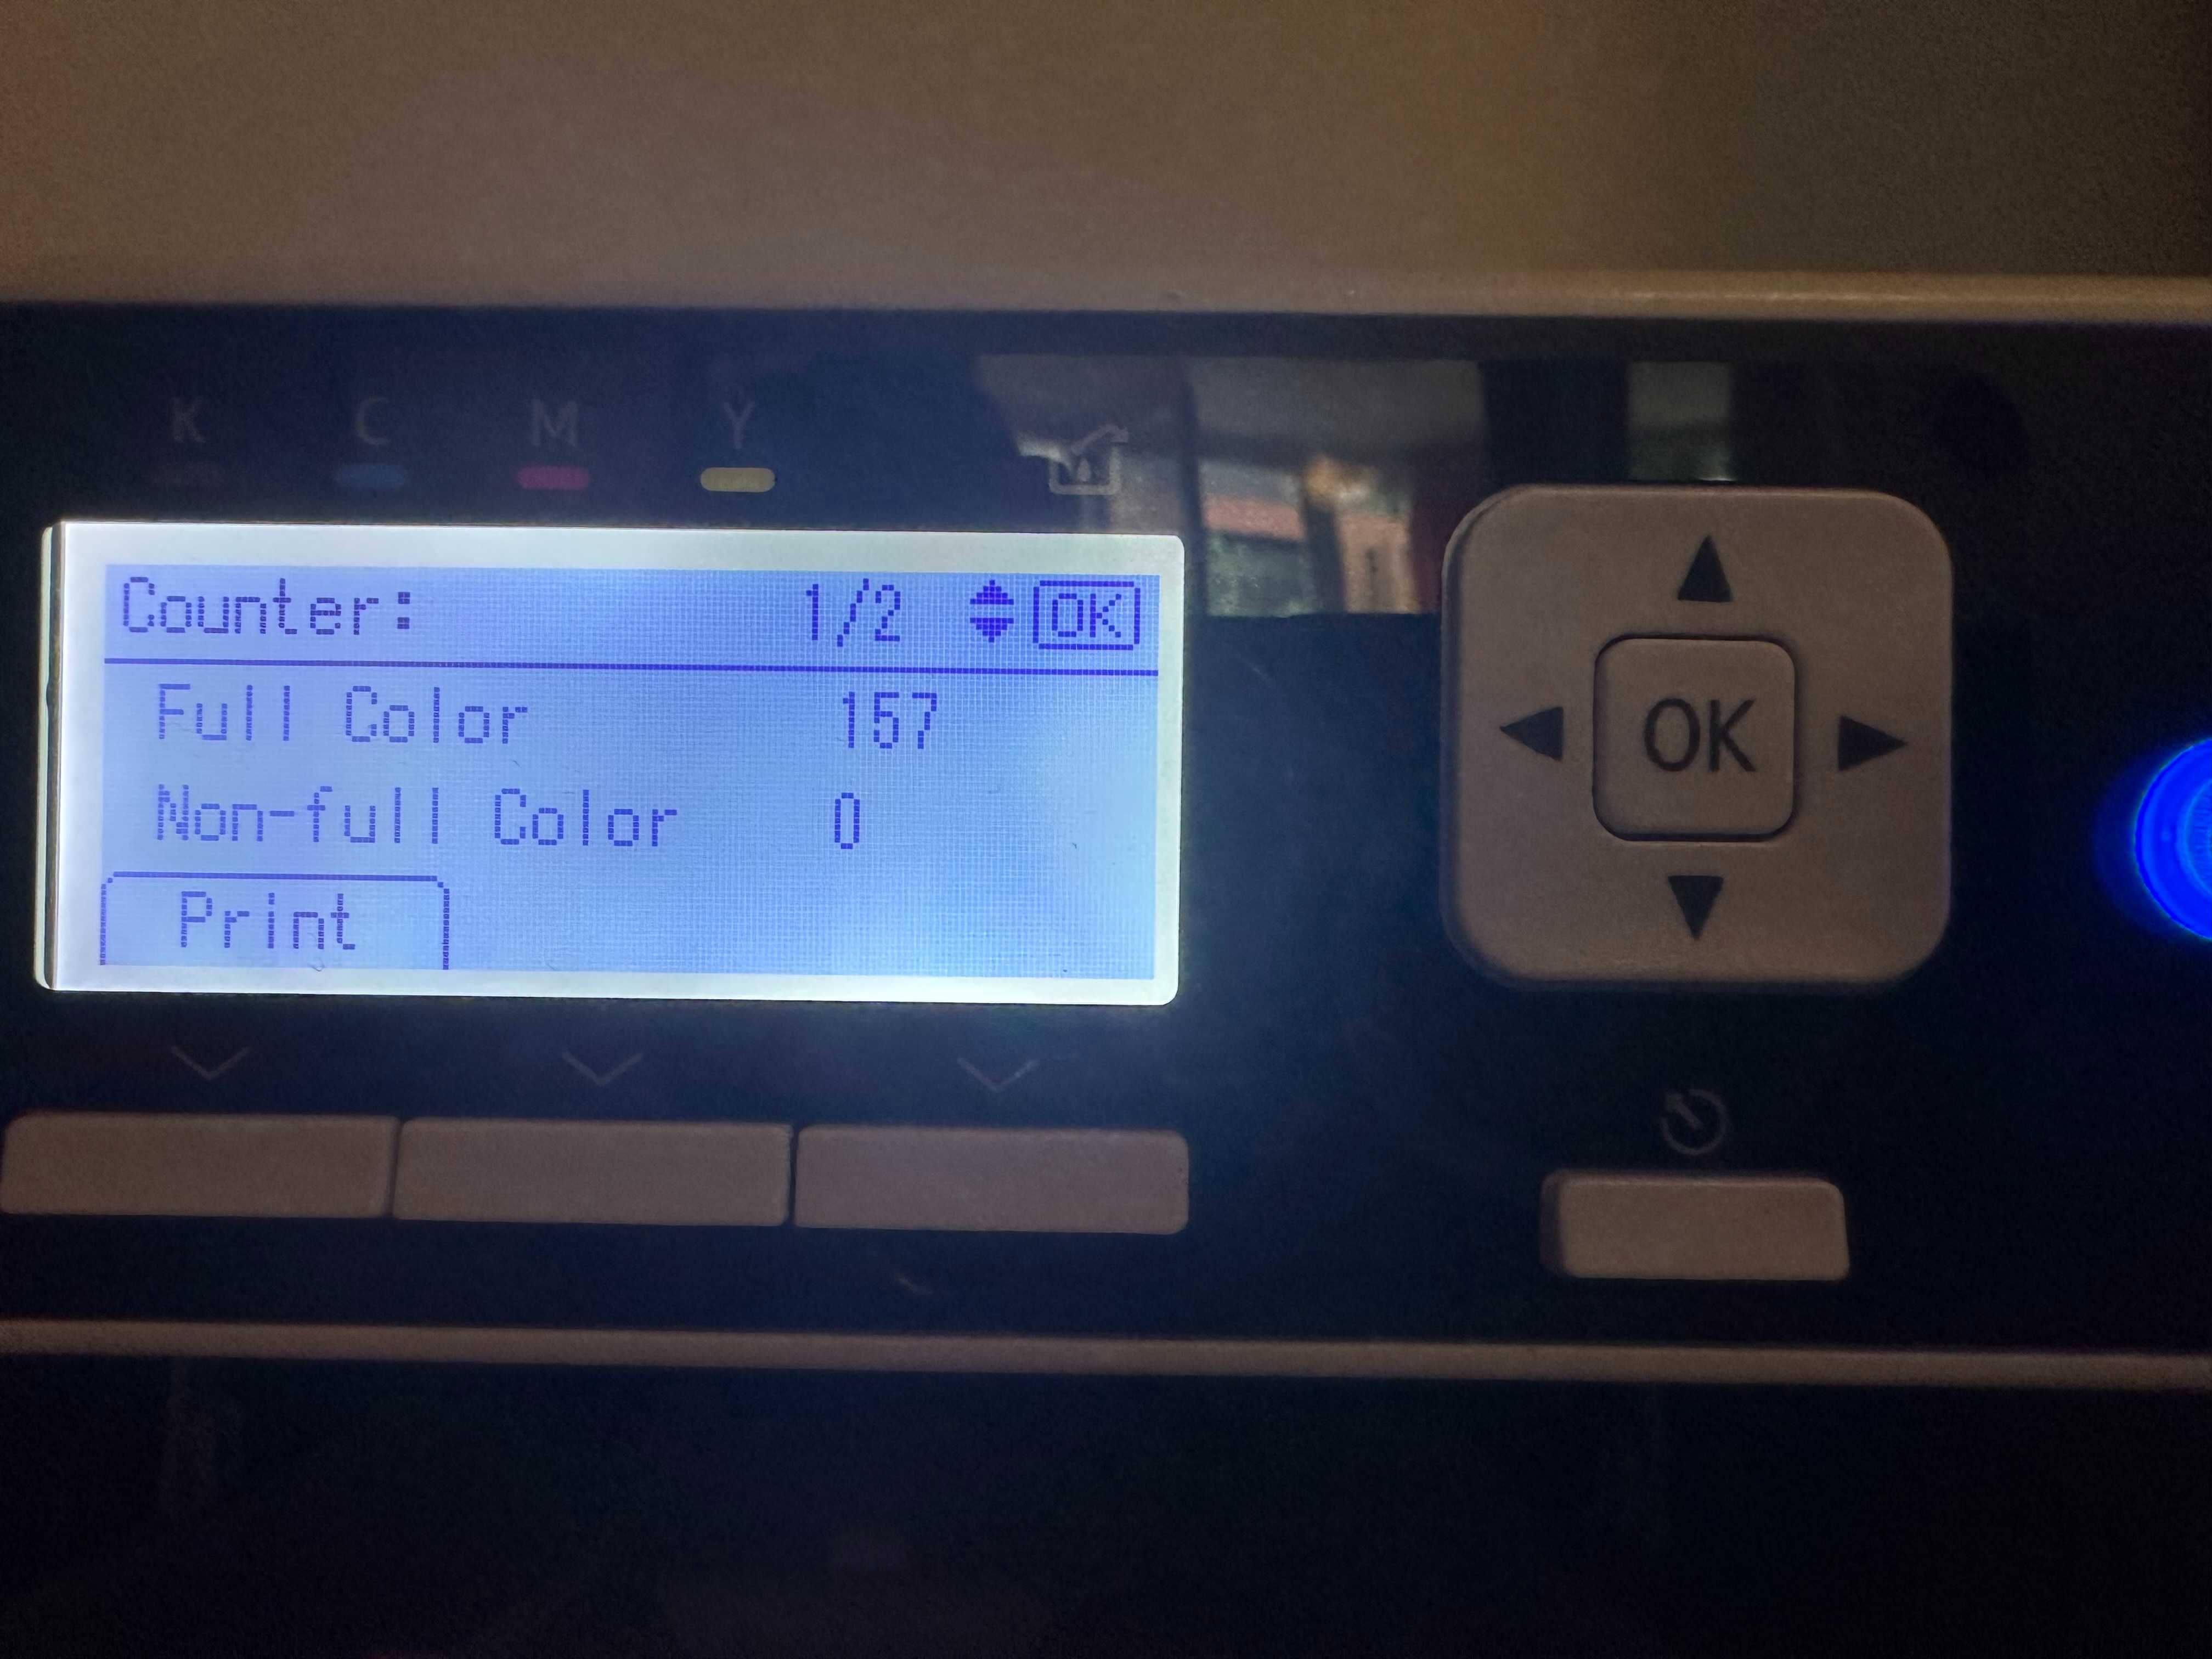 K C M Y
Counter: 1/2 OK
Full Color 157
Non-full Color 0
Print
OK